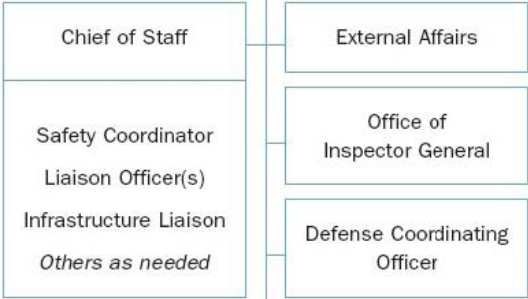 Chief of Staff
Safety Coordinator
Liaison Officer(s)
Infrastructure Liaison
Others as needed
External Affairs
Office of
Inspector General
Defense Coordinating
Officer